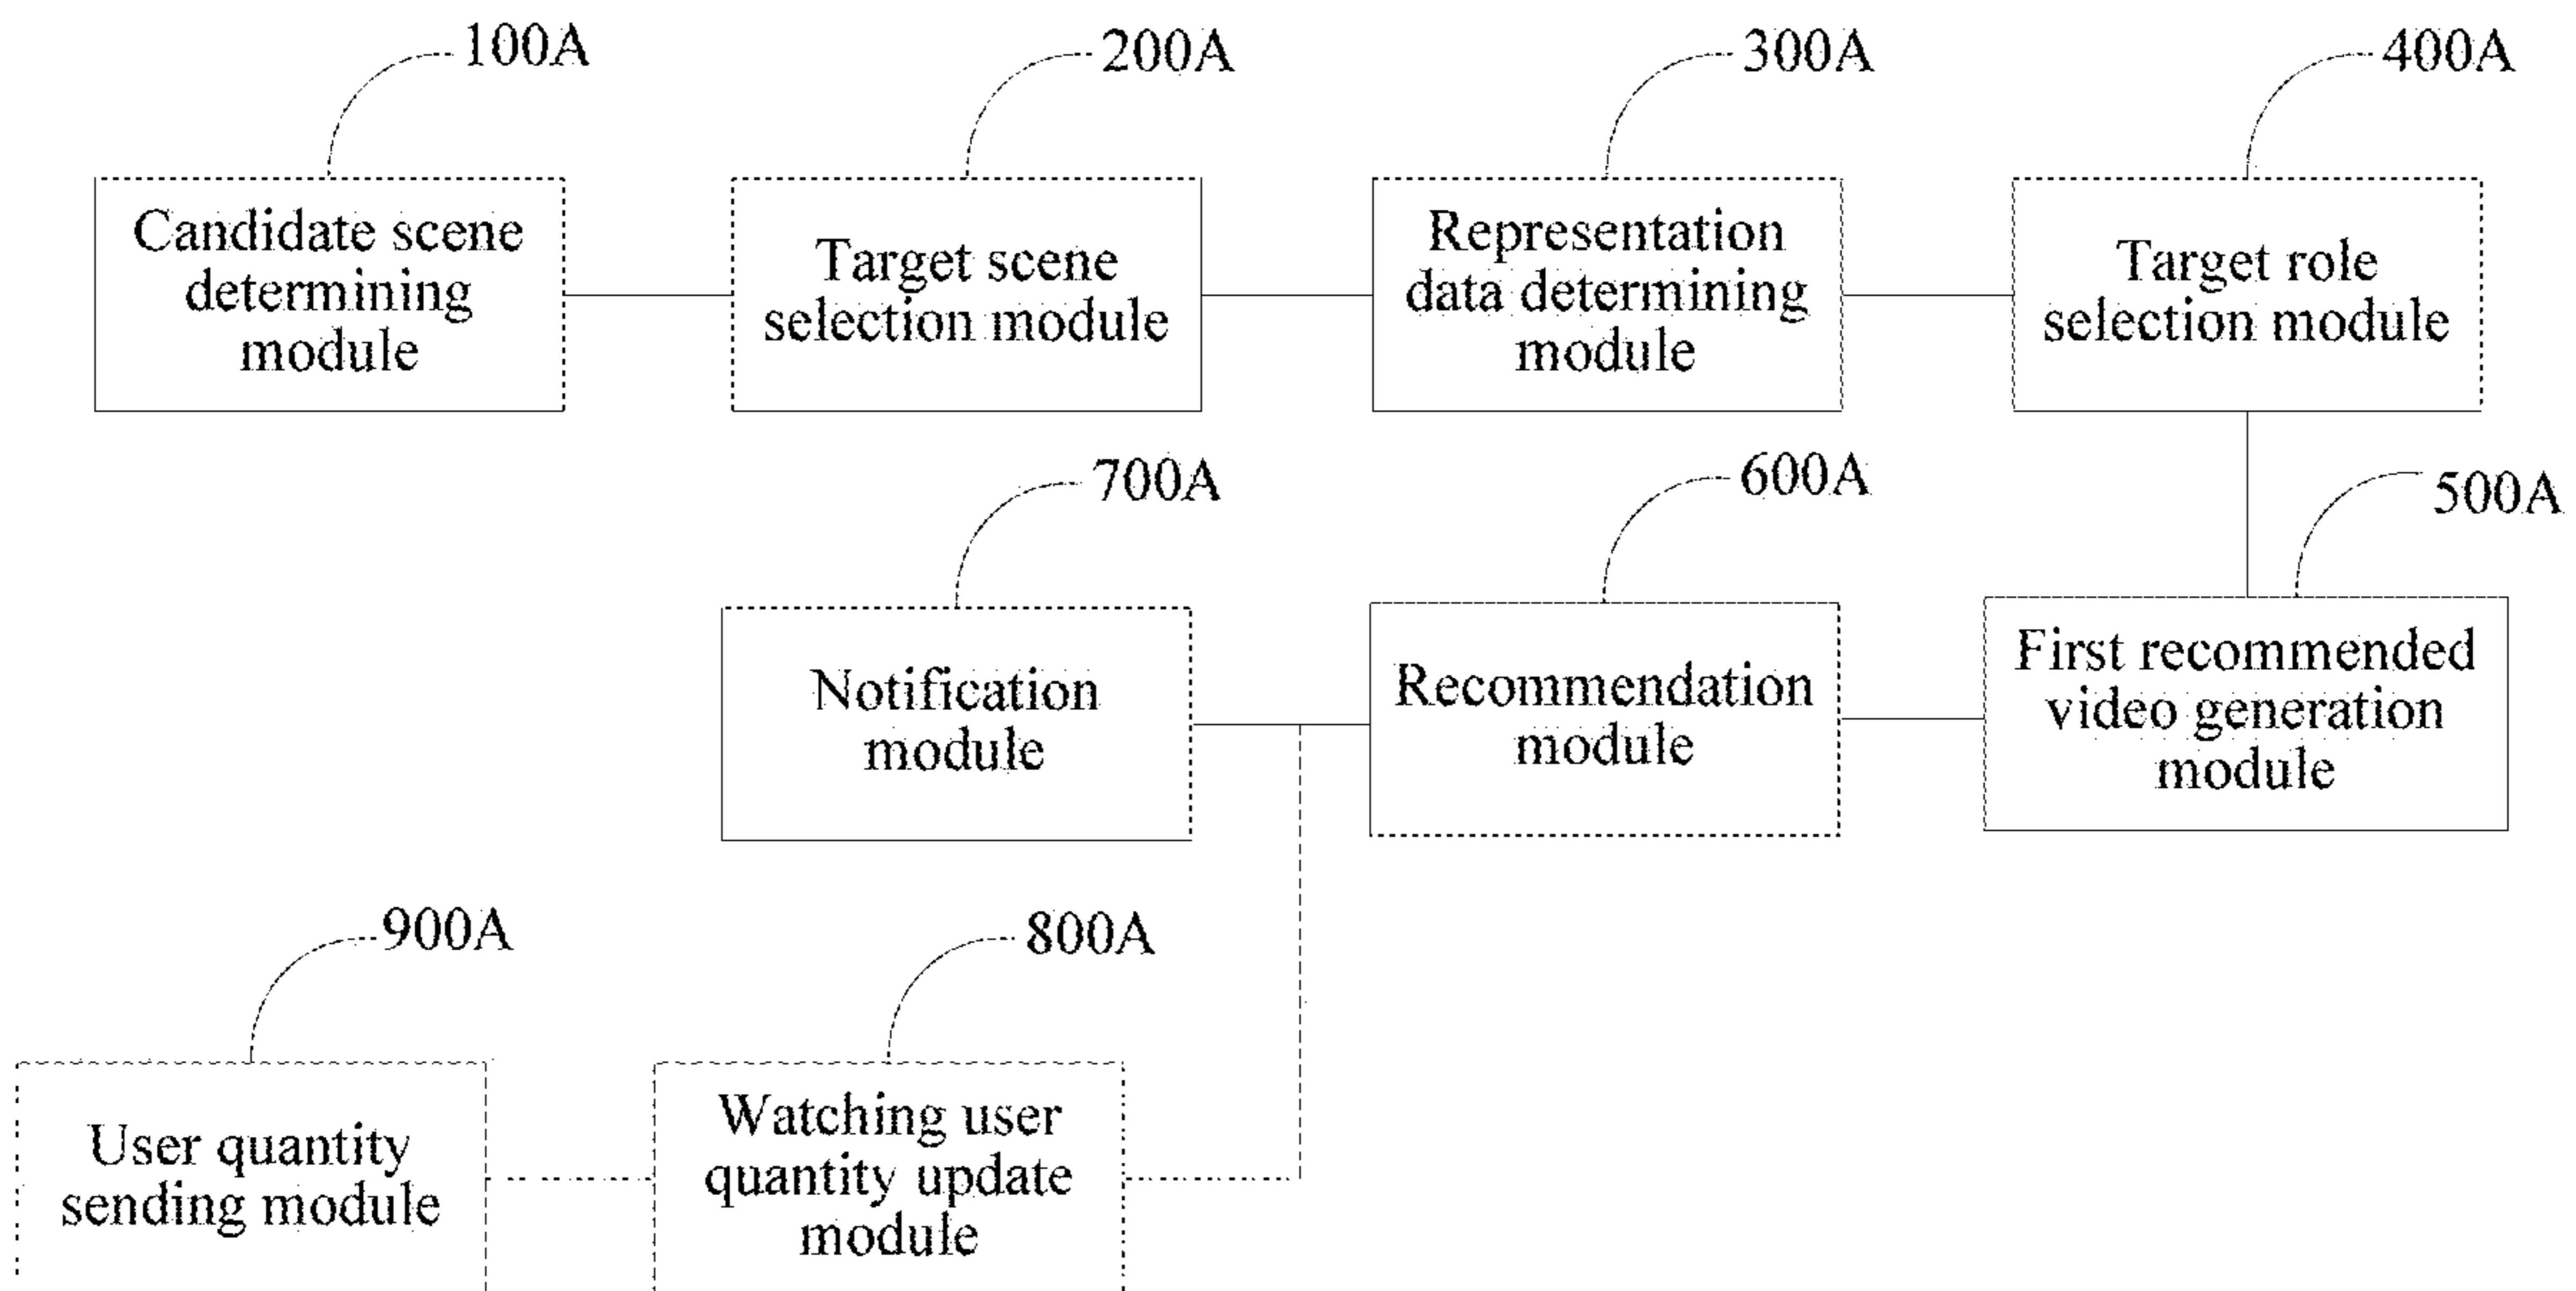 100A
200A
300A
400A
Candidate scene
determining
module
Target scene
selection module
Representation
data determining
module
Target role
selection module
700A
600A
500A
Notification
module
Recommendation
module
First recommended
video generation
module
900A
800A
User quantity
sending module
Watching user
quantity update
module